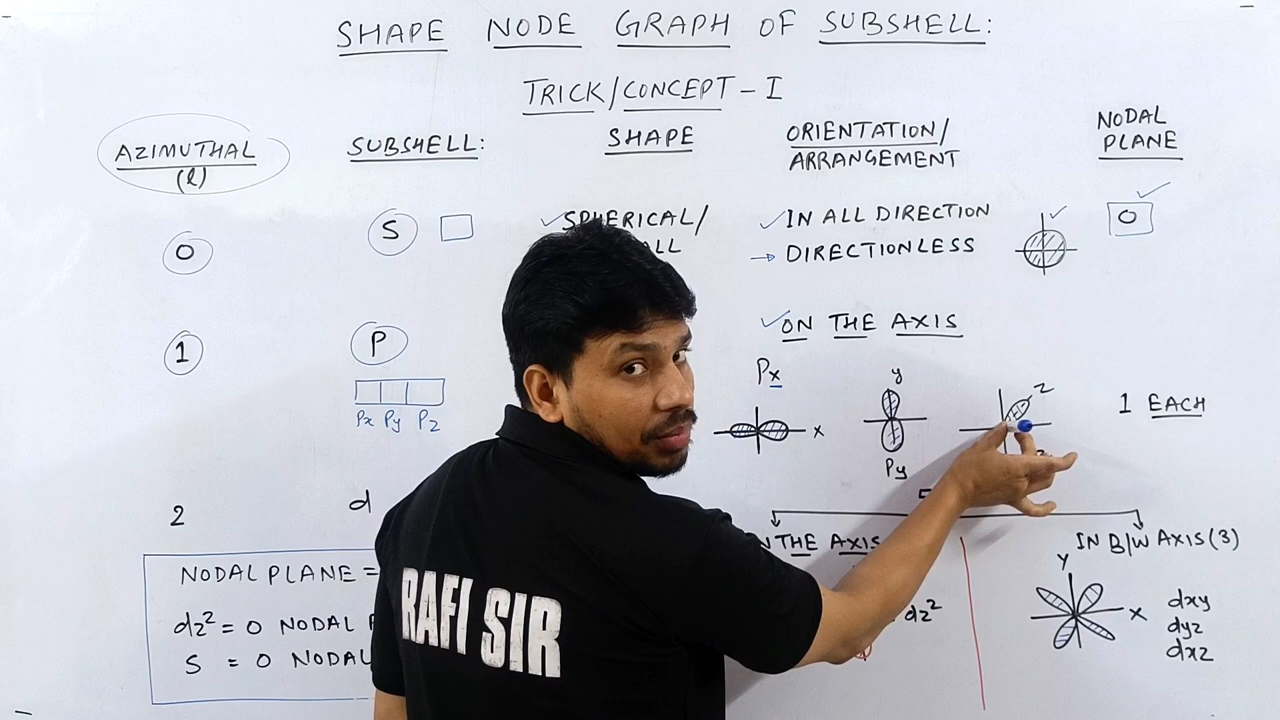 SHAPE NODE GRAPH OF SUBSHELL:
TRICK/CONCEPT-I
AZIMUTHAL (l)
SUBSHELL:
SHAPE
ORIENTATION/
ARRANGEMENT
NODAL
PLANE
0
S
SPHERICAL/
IN ALL DIRECTION
→ DIRECTIONLESS
0
1
P
Px Py Pz
ON THE AXIS
Px
x
y
Py
z
1 EACH
2
d
THE AXIS
IN B/W AXIS(3)
y
x
dxy
dyz
dxz
dz²
NODAL PLANE =
dz² = 0 NODAL
S = 0 NODAL
RAFI SIR